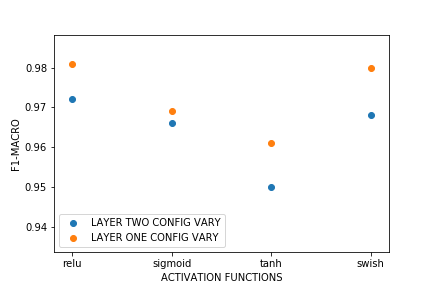 0.98
0.97
0.96
0.95
0.94
F1-MACRO
LAYER TWO CONFIG VARY
LAYER ONE CONFIG VARY
relu sigmoid tanh swish
ACTIVATION FUNCTIONS